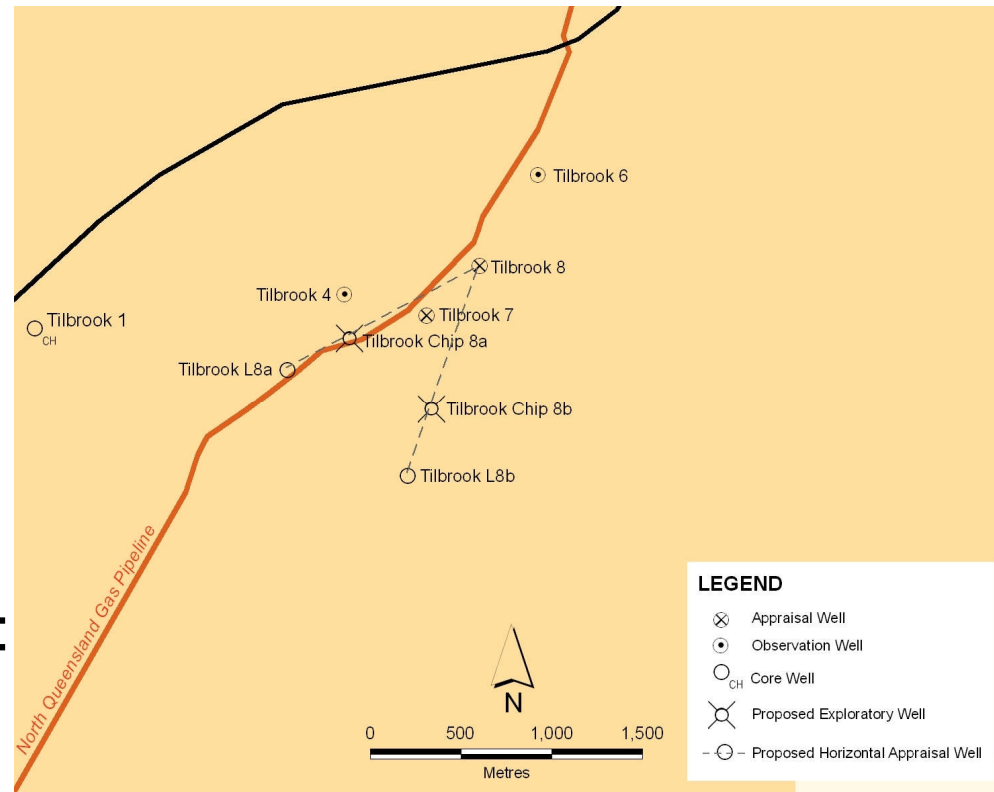 Tilbrook 6
Tilbrook 8
Tilbrook 4
Tilbrook 7
Tilbrook 1
CH
Tilbrook Chip 8a
Tilbrook L8a
Tilbrook Chip 8b
Tilbrook L8b
North Queensland Gas Pipeline
N
0 500 1,000 1,500
Metres
LEGEND
Appraisal Well
Observation Well
CH Core Well
Proposed Exploratory Well
Proposed Horizontal Appraisal Well